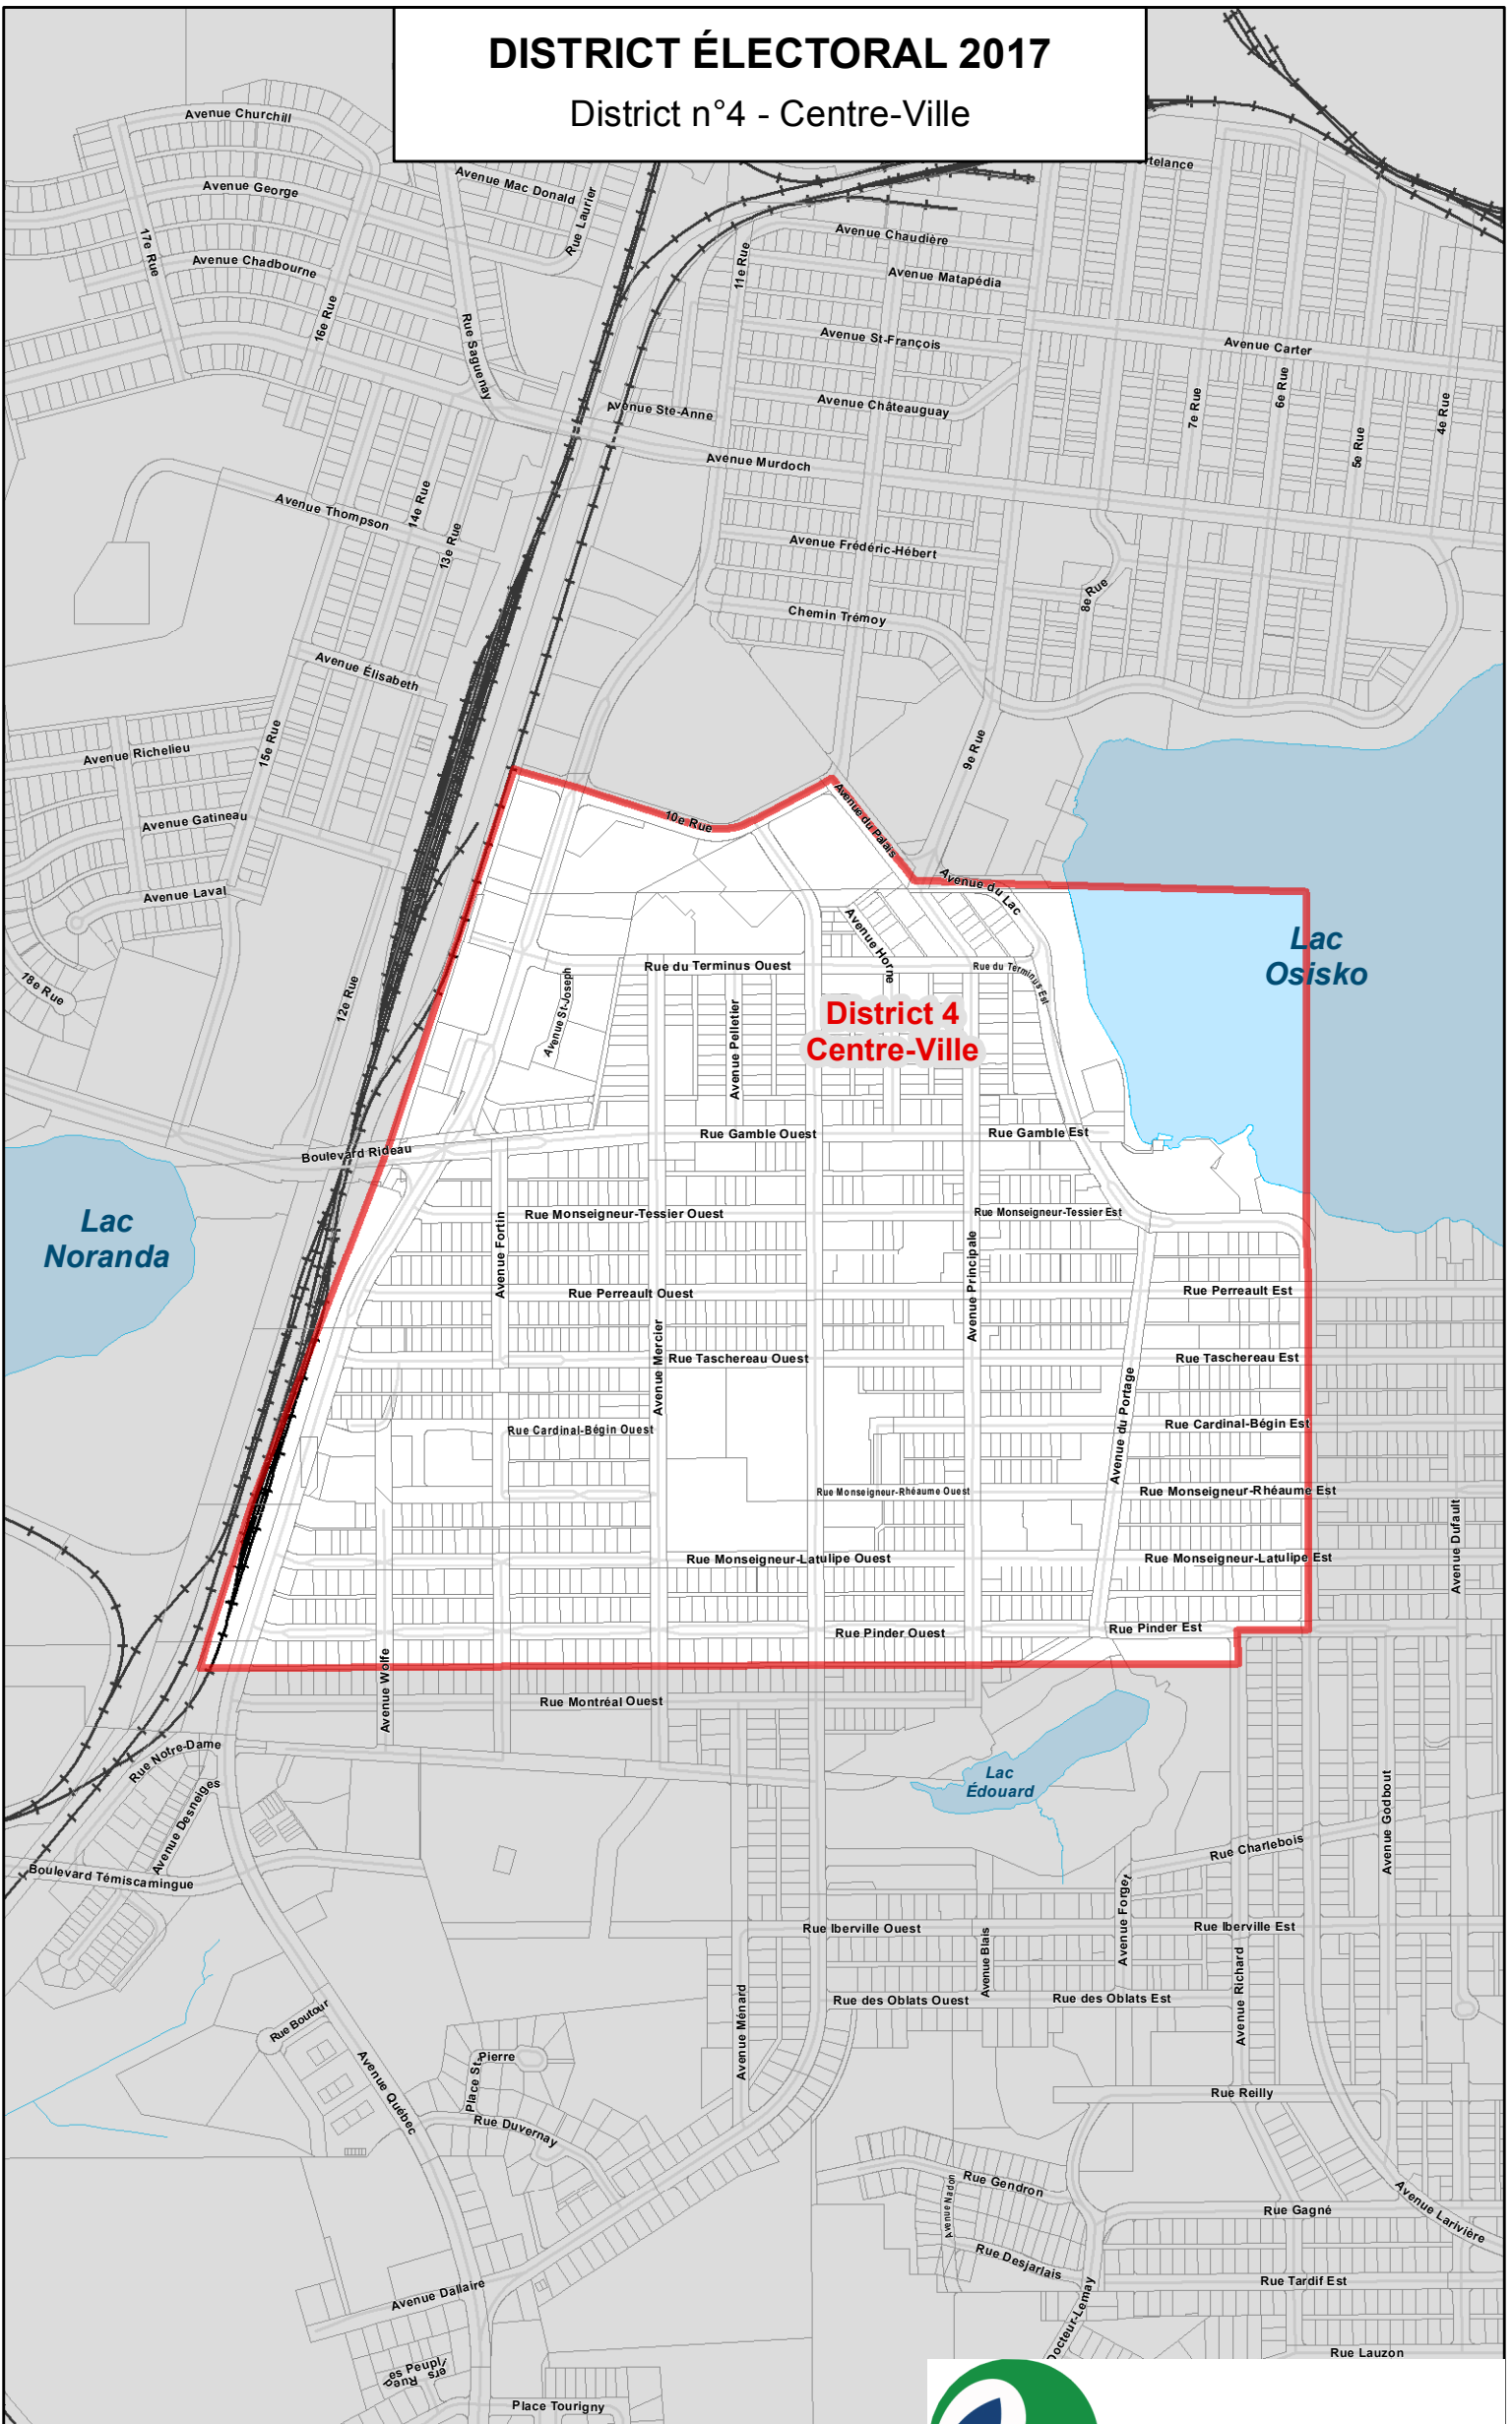 DISTRICT ÉLECTORAL 2017
District n°4 - Centre-Ville
Avenue Churchill
Avenue George
Avenue Mac Donald
Rue Laurier
17e Rue
Avenue Chadbourne
16e Rue
Rue Saguenay
11e Rue
Avenue Chaudière
Avenue Matapédia
Avenue St-François
Avenue Carter
Avenue Ste-Anne
Avenue Châteauguay
7e Rue
6e Rue
5e Rue
4e Rue
Avenue Murdoch
Avenue Thompson
14e Rue
13e Rue
Avenue Frédéric-Hébert
8e Rue
Chemin Trémoy
Avenue Élisabeth
15e Rue
Avenue Richelieu
9e Rue
Avenue Gatineau
10e Rue
Avenue du Palais
Avenue Laval
Avenue du Lac
18e Rue
12e Rue
Avenue Horne
Lac
Osisko
Rue du Terminus Ouest
Rue du Terminus Est
Avenue St-Joseph
Avenue Pelletier
District 4
Centre-Ville
Rue Gamble Ouest
Rue Gamble Est
Boulevard Rideau
Lac
Noranda
Rue Monseigneur-Tessier Ouest
Rue Monseigneur-Tessier Est
Avenue Fortin
Avenue Principale
Rue Perreault Ouest
Rue Perreault Est
Avenue Mercier
Rue Taschereau Ouest
Rue Taschereau Est
Avenue du Portage
Rue Cardinal-Bégin Ouest
Rue Cardinal-Bégin Est
Rue Monseigneur-Rhéaume Ouest
Rue Monseigneur-Rhéaume Est
Avenue Dufault
Rue Monseigneur-Latulipe Ouest
Rue Monseigneur-Latulipe Est
Rue Pinder Ouest
Rue Pinder Est
Avenue Wolfe
Rue Montréal Ouest
Rue Notre-Dame
Avenue Desneiges
Lac
Édouard
Avenue Godbout
Rue Charlebois
Boulevard Témiscamingue
Avenue Forget
Rue Iberville Ouest
Rue Iberville Est
Avenue Blais
Avenue Richard
Rue des Oblats Ouest
Rue des Oblats Est
Avenue Ménard
Rue Boutour
Avenue Québec
Place St-Pierre
Rue Duvernay
Rue Reilly
Rue Gendron
Avenue Nadon
Rue Gagné
Avenue Larivière
Rue Desjarlais
Rue Tardif Est
Avenue Dallaire
Docteur-Lemay
Rue Lauzon
Place Tourigny